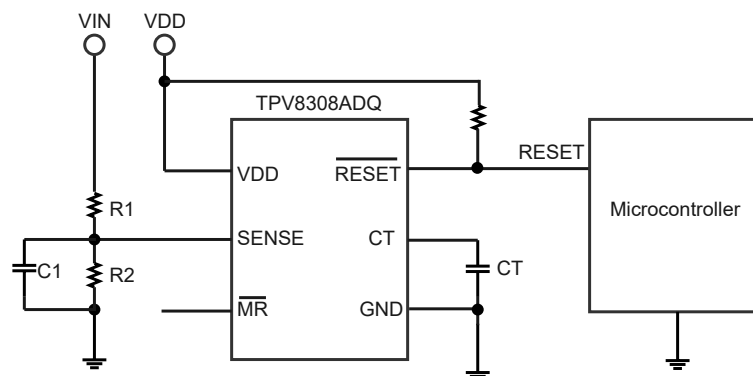 VIN
VDD
TPV8308ADQ
VDD
RESET
RESET
R1
Microcontroller
SENSE
CT
C1
R2
CT
MR
GND